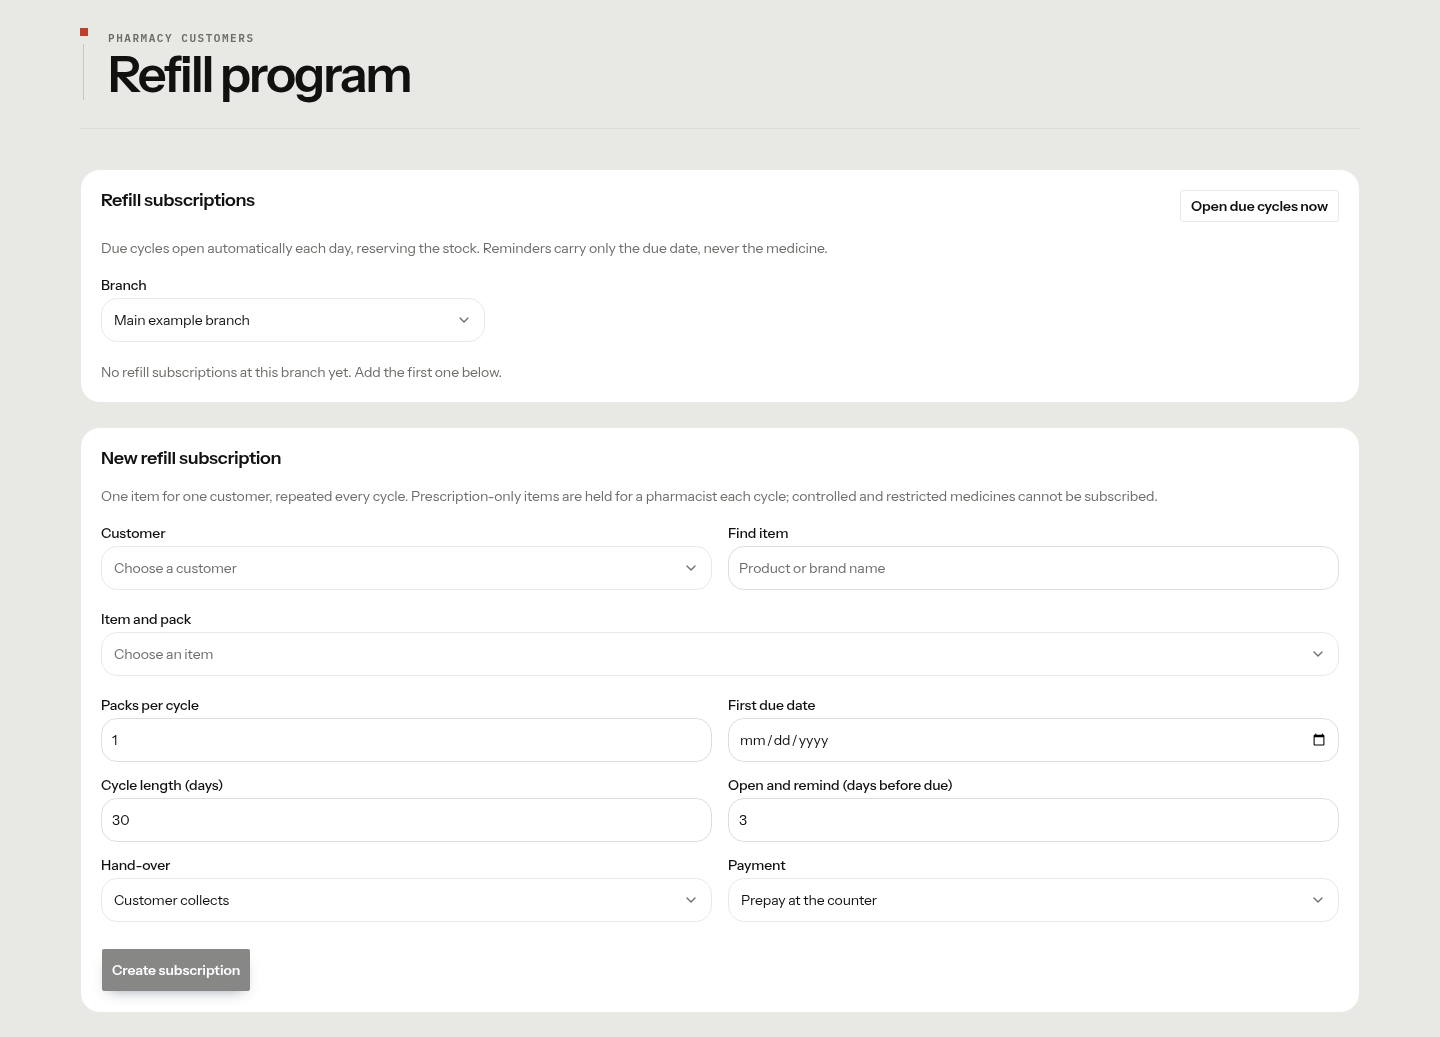 PHARMACY CUSTOMERS
Refill program
Refill subscriptions
Open due cycles now
Due cycles open automatically each day, reserving the stock. Reminders carry only the due date, never the medicine.
Branch
Main example branch
No refill subscriptions at this branch yet. Add the first one below.
New refill subscription
One item for one customer, repeated every cycle. Prescription-only items are held for a pharmacist each cycle; controlled and restricted medicines cannot be subscribed.
Customer
Find item
Choose a customer
Product or brand name
Item and pack
Choose an item
Packs per cycle
First due date
1
mm/dd/yyyy
Cycle length (days)
Open and remind (days before due)
30
3
Hand-over
Payment
Customer collects
Prepay at the counter
Create subscription